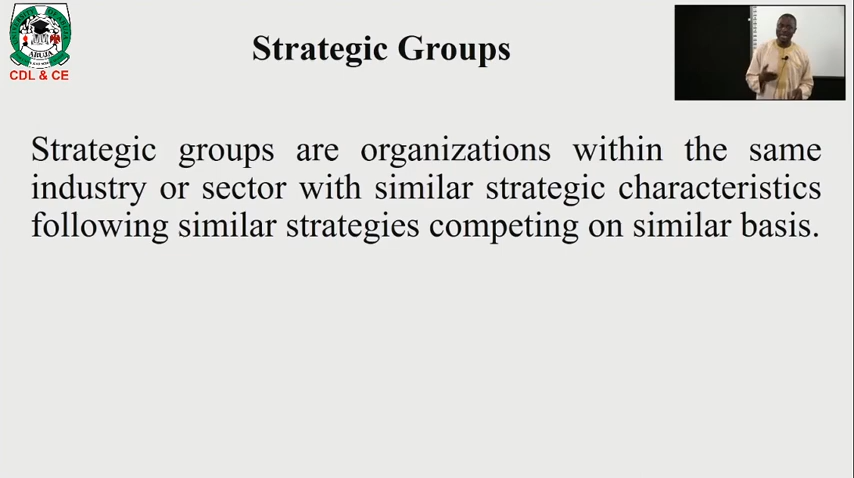 Strategic Groups
ABUJA
CDL & CE
Strategic groups are organizations within the same
industry or sector with similar strategic characteristics
following similar strategies competing on similar basis.